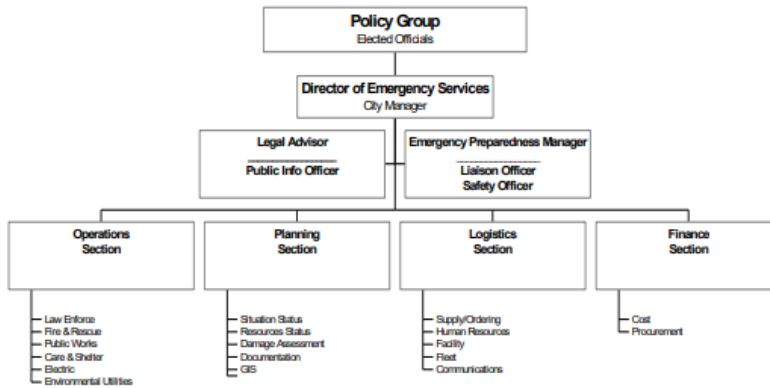 Policy Group
Elected Officials
Director of Emergency Services
City Manager
Legal Advisor
Public Info Officer
Emergency Preparedness Manager
Liaison Officer
Safety Officer
Operations
Section
Planning
Section
Logistics
Section
Finance
Section
Law Enforce
Fire & Rescue
Public Works
Care & Shelter
Electric
Environmental Utilities
Situation Status
Resources Status
Damage Assessment
Documentation
GIS
Supply/Ordering
Human Resources
Facility
Fleet
Communications
Cost
Procurement